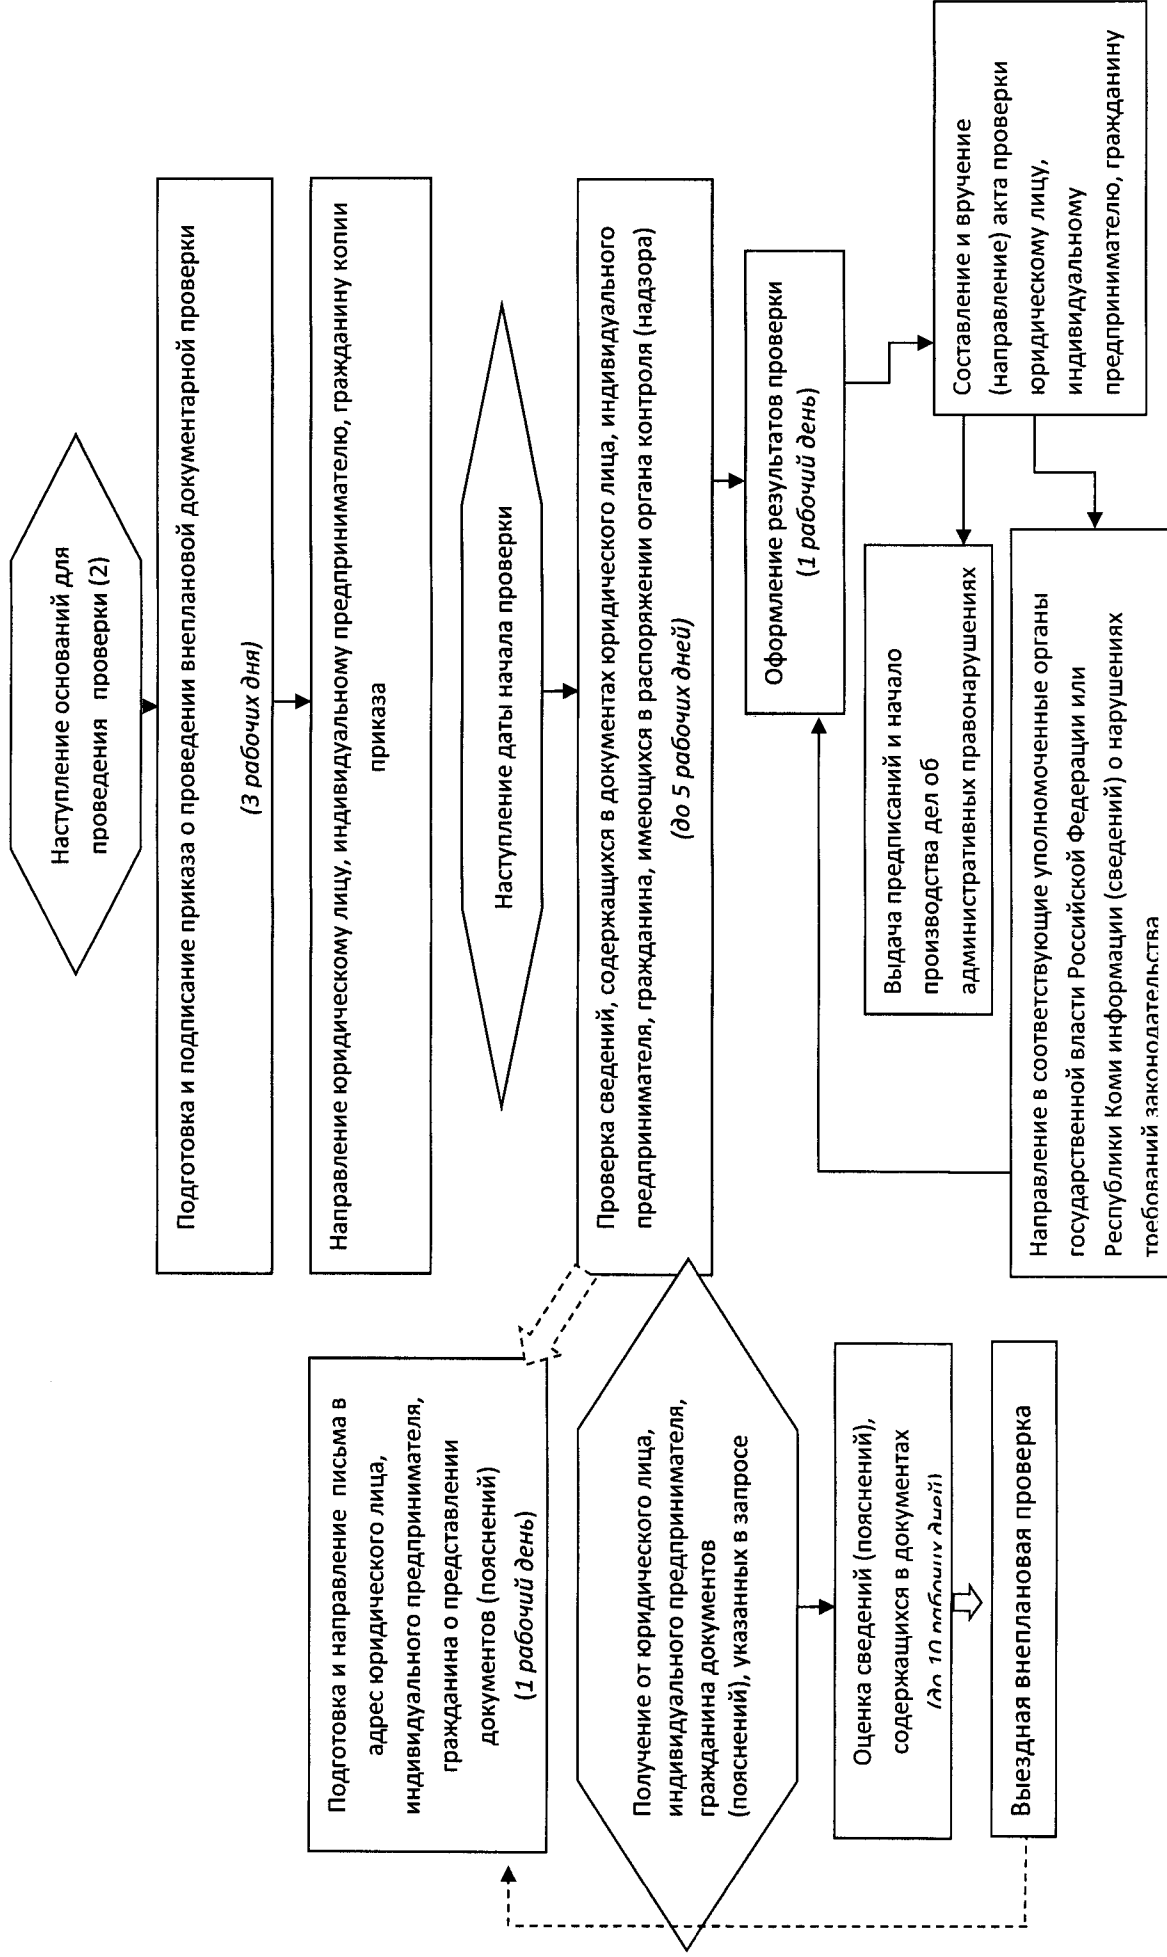 Наступление оснований для
проведения проверки (2)
Подготовка и подписание приказа о проведении внеплановой документарной проверки
(3 рабочих дня)
Направление юридическому лицу, индивидуальному предпринимателю, гражданину копии
приказа
Наступление даты начала проверки
Проверка сведений, содержащихся в документах юридического лица, индивидуального
предпринимателя, гражданина, имеющихся в распоряжении органа контроля (надзора)
(до 5 рабочих дней)
Подготовка и направление письма в
адрес юридического лица,
индивидуального предпринимателя,
гражданина о представлении
документов (пояснений)
(1 рабочий день)
Получение от юридического лица,
индивидуального предпринимателя,
гражданина документов
(пояснений), указанных в запросе
Оценка сведений (пояснений),
содержащихся в документах
(до 10 рабочих дней)
Выездная внеплановая проверка
Оформление результатов проверки
(1 рабочий день)
Составление и вручение
(направление) акта проверки
юридическому лицу,
индивидуальному
предпринимателю, гражданину
Выдача предписаний и начало
производства дел об
административных правонарушениях
Направление в соответствующие уполномоченные органы
государственной власти Российской Федерации или
Республики Коми информации (сведений) о нарушениях
требований законодательства